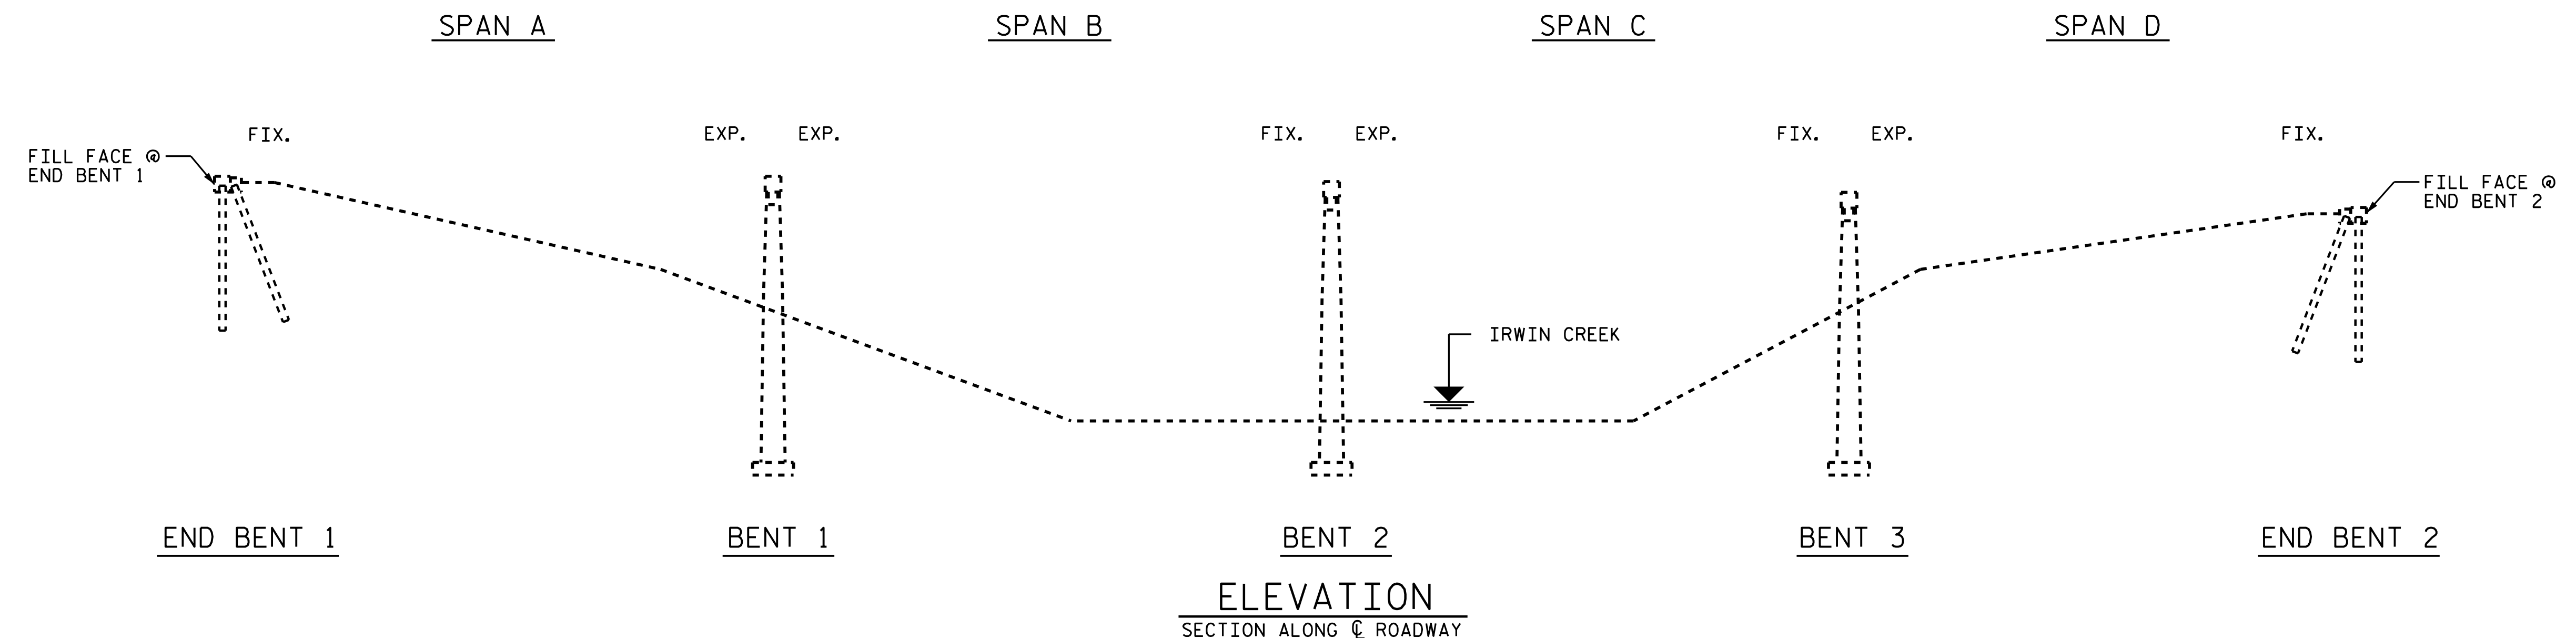 SPAN A
SPAN B
SPAN C
SPAN D
FIX.
EXP.
EXP.
FIX.
EXP.
FIX.
EXP.
FIX.
FILL FACE @
END BENT 1
FILL FACE @
END BENT 2
IRWIN CREEK
END BENT 1
BENT 1
BENT 2
BENT 3
END BENT 2
ELEVATION
SECTION ALONG ℄ ROADWAY